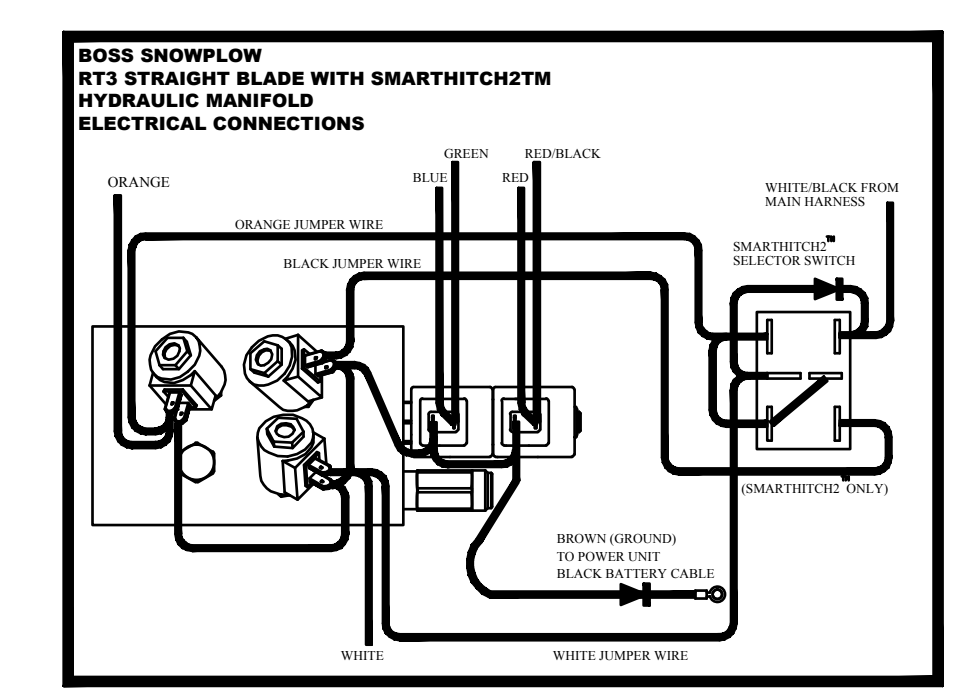 BOSS SNOWPLOW
RT3 STRAIGHT BLADE WITH SMARTHITCH2TM
HYDRAULIC MANIFOLD
ELECTRICAL CONNECTIONS
GREEN
RED/BLACK
BLUE
RED
ORANGE
WHITE/BLACK FROM
MAIN HARNESS
ORANGE JUMPER WIRE
SMARTHITCH2™
SELECTOR SWITCH
BLACK JUMPER WIRE
(SMARTHITCH2™ONLY)
BROWN (GROUND)
TO POWER UNIT
BLACK BATTERY CABLE
WHITE
WHITE JUMPER WIRE